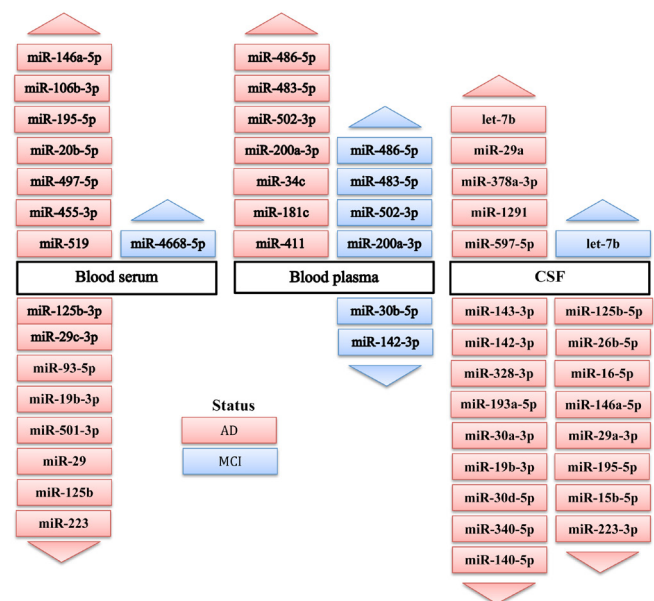 miR-146a-5p
miR-106b-3p
miR-195-5p
miR-20b-5p
miR-497-5p
miR-455-3p
miR-519
miR-4668-5p
Blood serum
miR-125b-3p
miR-29c-3p
miR-93-5p
miR-19b-3p
miR-501-3p
miR-29
miR-125b
miR-223
miR-486-5p
miR-483-5p
miR-502-3p
miR-200a-3p
miR-34c
miR-181c
miR-411
miR-486-5p
miR-483-5p
miR-502-3p
miR-200a-3p
Blood plasma
miR-30b-5p
miR-142-3p
Status
AD
MCI
let-7b
miR-29a
miR-378a-3p
miR-1291
miR-597-5p
let-7b
CSF
miR-143-3p
miR-142-3p
miR-328-3p
miR-193a-5p
miR-30a-3p
miR-19b-3p
miR-30d-5p
miR-340-5p
miR-140-5p
miR-125b-5p
miR-26b-5p
miR-16-5p
miR-146a-5p
miR-29a-3p
miR-195-5p
miR-15b-5p
miR-223-3p